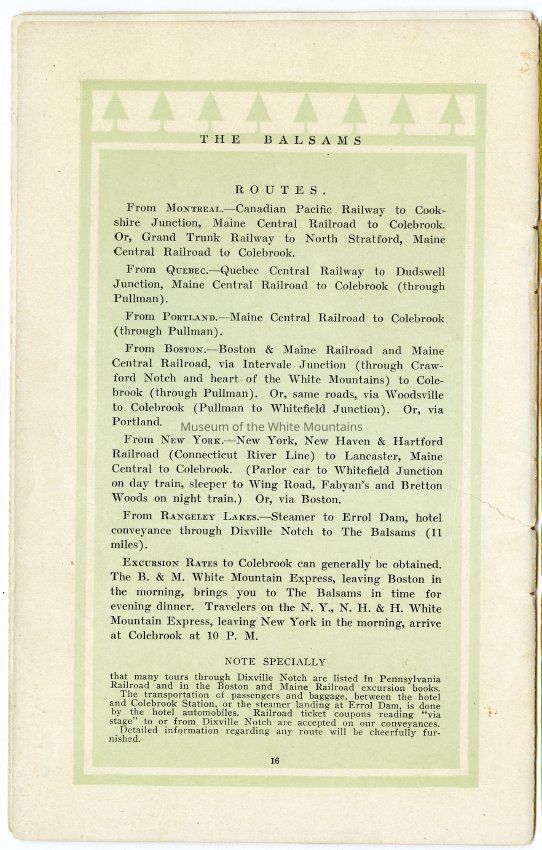 THE BALSAMS
ROUTES.
From MONTREAL.—Canadian Pacific Railway to Cook-
shire Junction, Maine Central Railroad to Colebrook.
Or, Grand Trunk Railway to North Stratford, Maine
Central Railroad to Colebrook.
From QUEBEC.—Quebec Central Railway to Dudswell
Junction, Maine Central Railroad to Colebrook (through
Pullman).
From PORTLAND.—Maine Central Railroad to Colebrook
(through Pullman).
From BOSTON.—Boston & Maine Railroad and Maine
Central Railroad, via Intervale Junction (through Craw-
ford Notch and heart of the White Mountains) to Cole-
brook (through Pullman). Or, same roads, via Woodsville
to Colebrook (Pullman to Whitefield Junction). Or, via
Portland.
Museum of the White Mountains
From NEW YORK.—New York, New Haven & Hartford
Railroad (Connecticut River Line) to Lancaster, Maine
Central to Colebrook. (Parlor car to Whitefield Junction
on day train, sleeper to Wing Road, Fabyan's and Bretton
Woods on night train.) Or, via Boston.
From RANGELEY LAKES.—Steamer to Errol Dam, hotel
conveyance through Dixville Notch to The Balsams (11
miles).
EXCURSION RATES to Colebrook can generally be obtained.
The B. & M. White Mountain Express, leaving Boston in
the morning, brings you to The Balsams in time for
evening dinner. Travelers on the N. Y., N. H. & H. White
Mountain Express, leaving New York in the morning, arrive
at Colebrook at 10 P. M.
NOTE SPECIALLY
that many tours through Dixville Notch are listed in Pennsylvania
Railroad and in the Boston and Maine Railroad excursion books.
The transportation of passengers and baggage, between the hotel
and Colebrook Station, or the steamer landing at Errol Dam, is done
by the hotel automobiles. Railroad ticket coupons reading "via
stage" to or from Dixville Notch are accepted on our conveyances.
Detailed information regarding any route will be cheerfully fur-
nished.
16